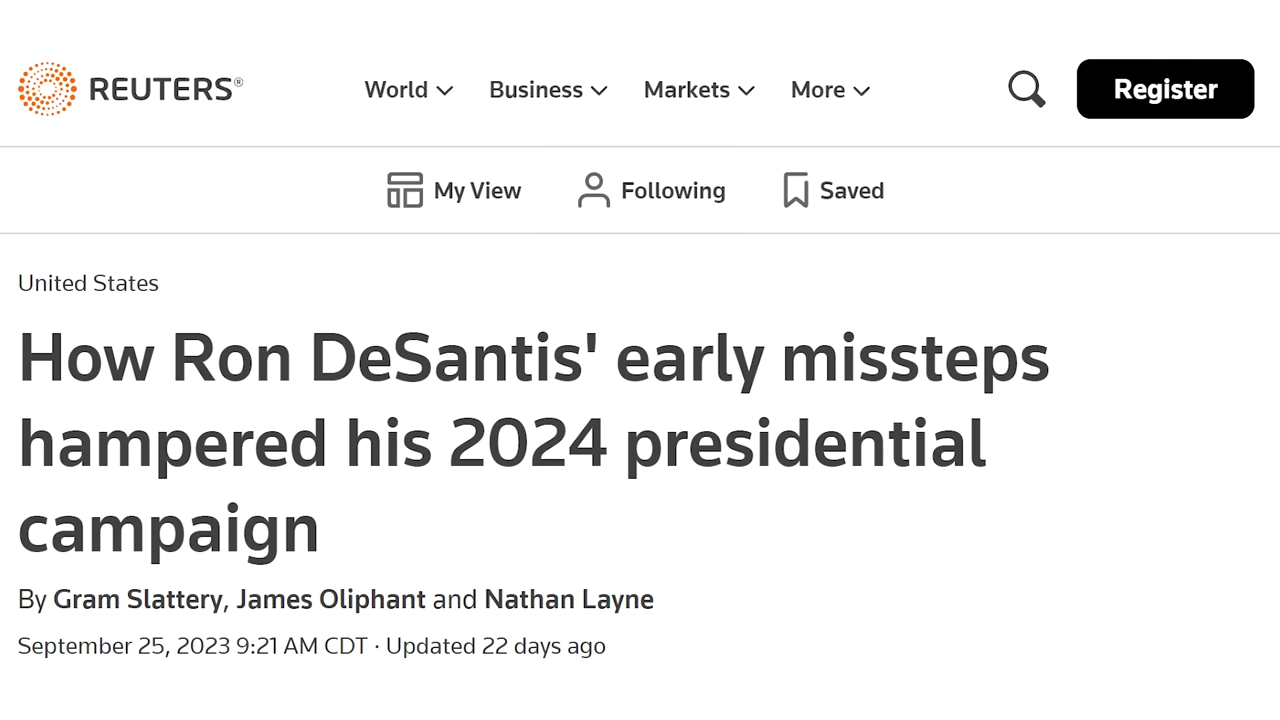 REUTERS®
World Business Markets More
Register
My View Following Saved
United States
How Ron DeSantis' early missteps
hampered his 2024 presidential
campaign
By Gram Slattery, James Oliphant and Nathan Layne
September 25, 2023 9:21 AM CDT · Updated 22 days ago